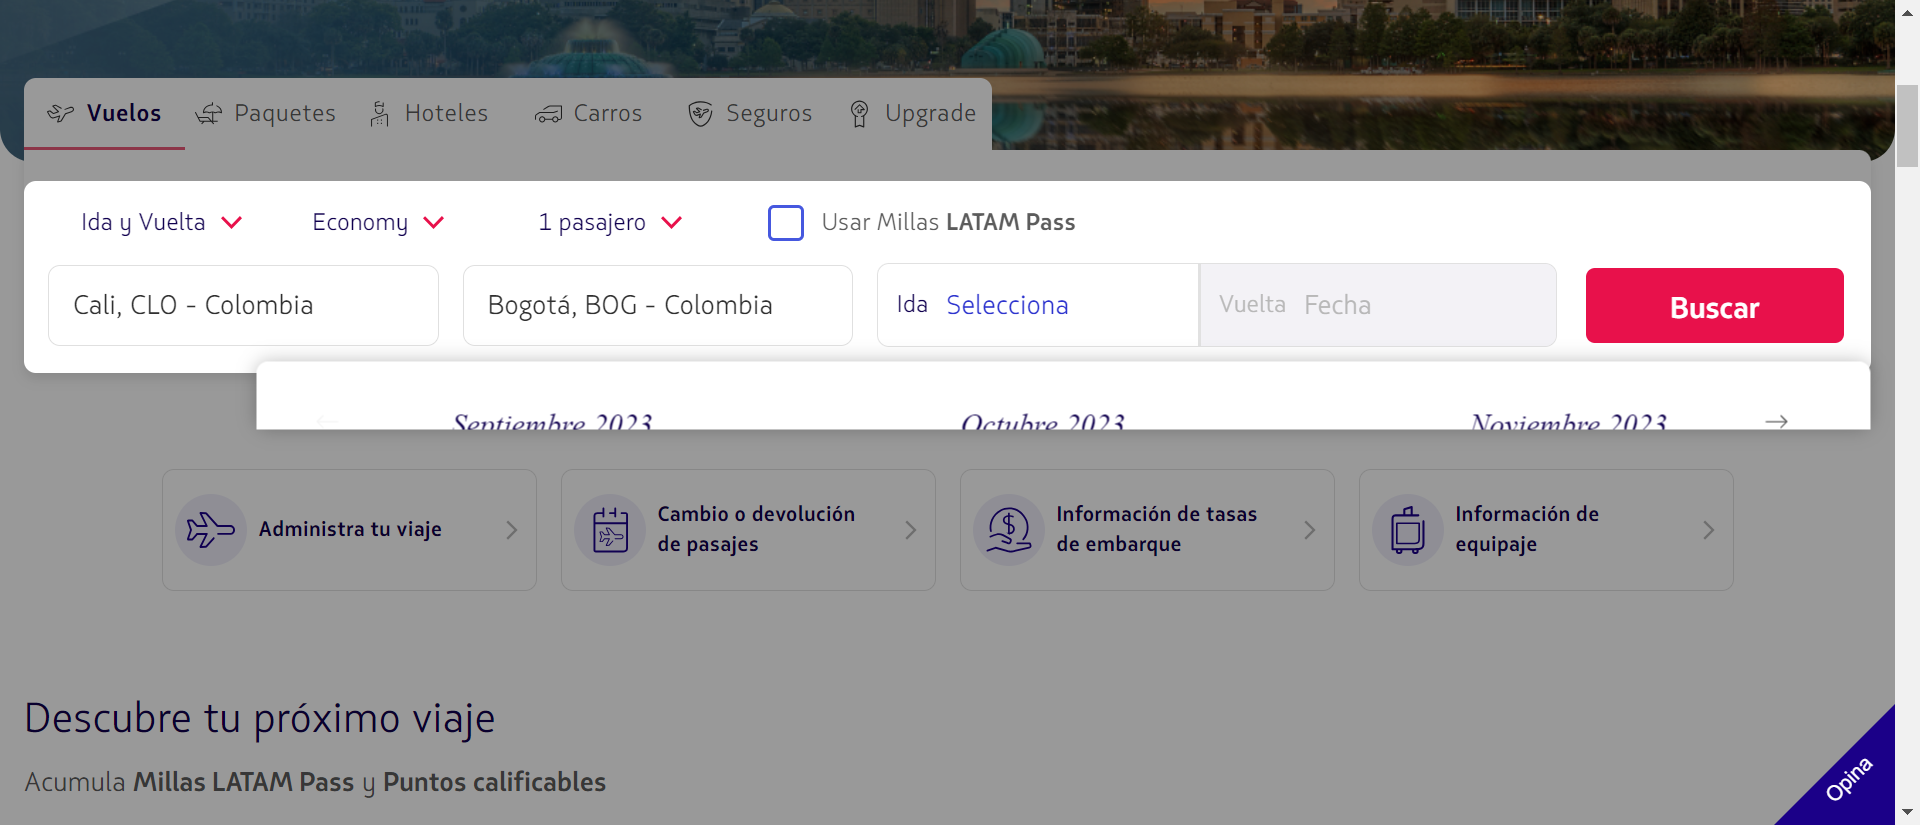 Vuelos Paquetes Hoteles Carros Seguros Upgrade
Ida y Vuelta Economy 1 pasajero Usar Millas LATAM Pass
Cali, CLO - Colombia Bogotá, BOG - Colombia Ida Selecciona Vuelta Fecha Buscar
Septiembre 2023 Octubre 2023 Noviembre 2023
Administra tu viaje
Cambio o devolución
de pasajes
Información de tasas
de embarque
Información de
equipaje
Descubre tu próximo viaje
Acumula Millas LATAM Pass y Puntos calificables
Opina